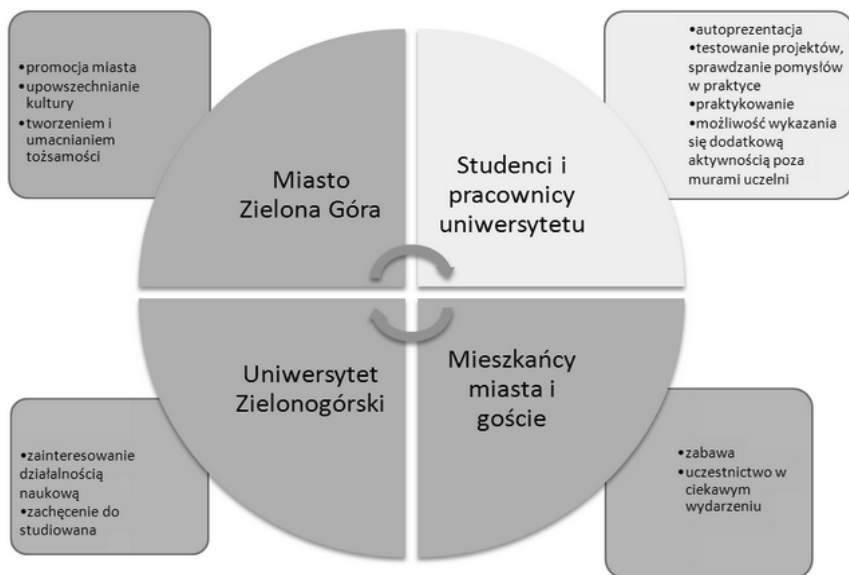 •promocja miasta
•upowszechnianie
kultury
•tworzeniem i
umacnianiem
tożsamości
Miasto
Zielona Góra
Studenci i
pracownicy
uniwersytetu
•autoprezentacja
•testowanie projektów,
sprawdzanie pomysłów
w praktyce
•praktykowanie
•możliwość wykazania
się dodatkową
aktywnością poza
murami uczelni
•zainteresowanie
działalnością
naukową
•zachęcenie do
studiowana
Uniwersytet
Zielonogórski
Mieszkańcy
miasta i
goście
•zabawa
•uczestnictwo w
ciekawym
wydarzeniu